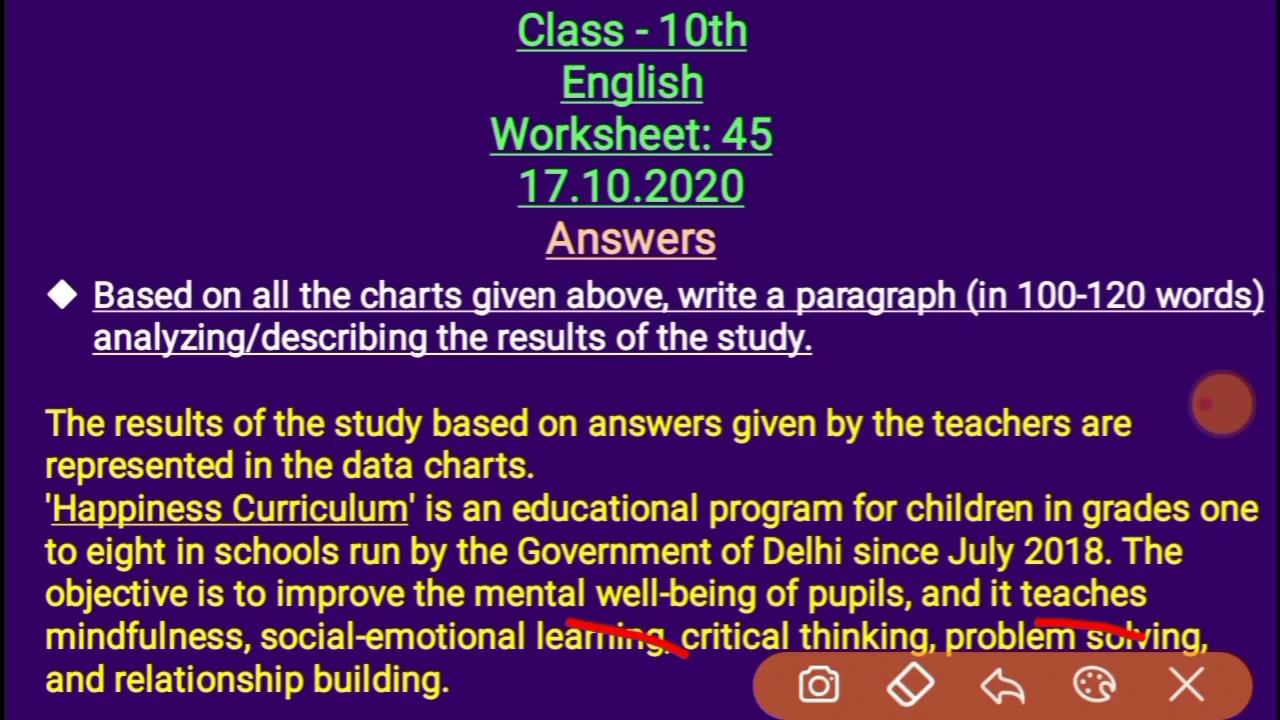 Class - 10th
English
Worksheet: 45
17.10.2020
Answers
Based on all the charts given above, write a paragraph (in 100-120 words)
analyzing/describing the results of the study.
The results of the study based on answers given by the teachers are
represented in the data charts.
'Happiness Curriculum' is an educational program for children in grades one
to eight in schools run by the Government of Delhi since July 2018. The
objective is to improve the mental well-being of pupils, and it teaches
mindfulness, social-emotional learning, critical thinking, problem solving,
and relationship building.